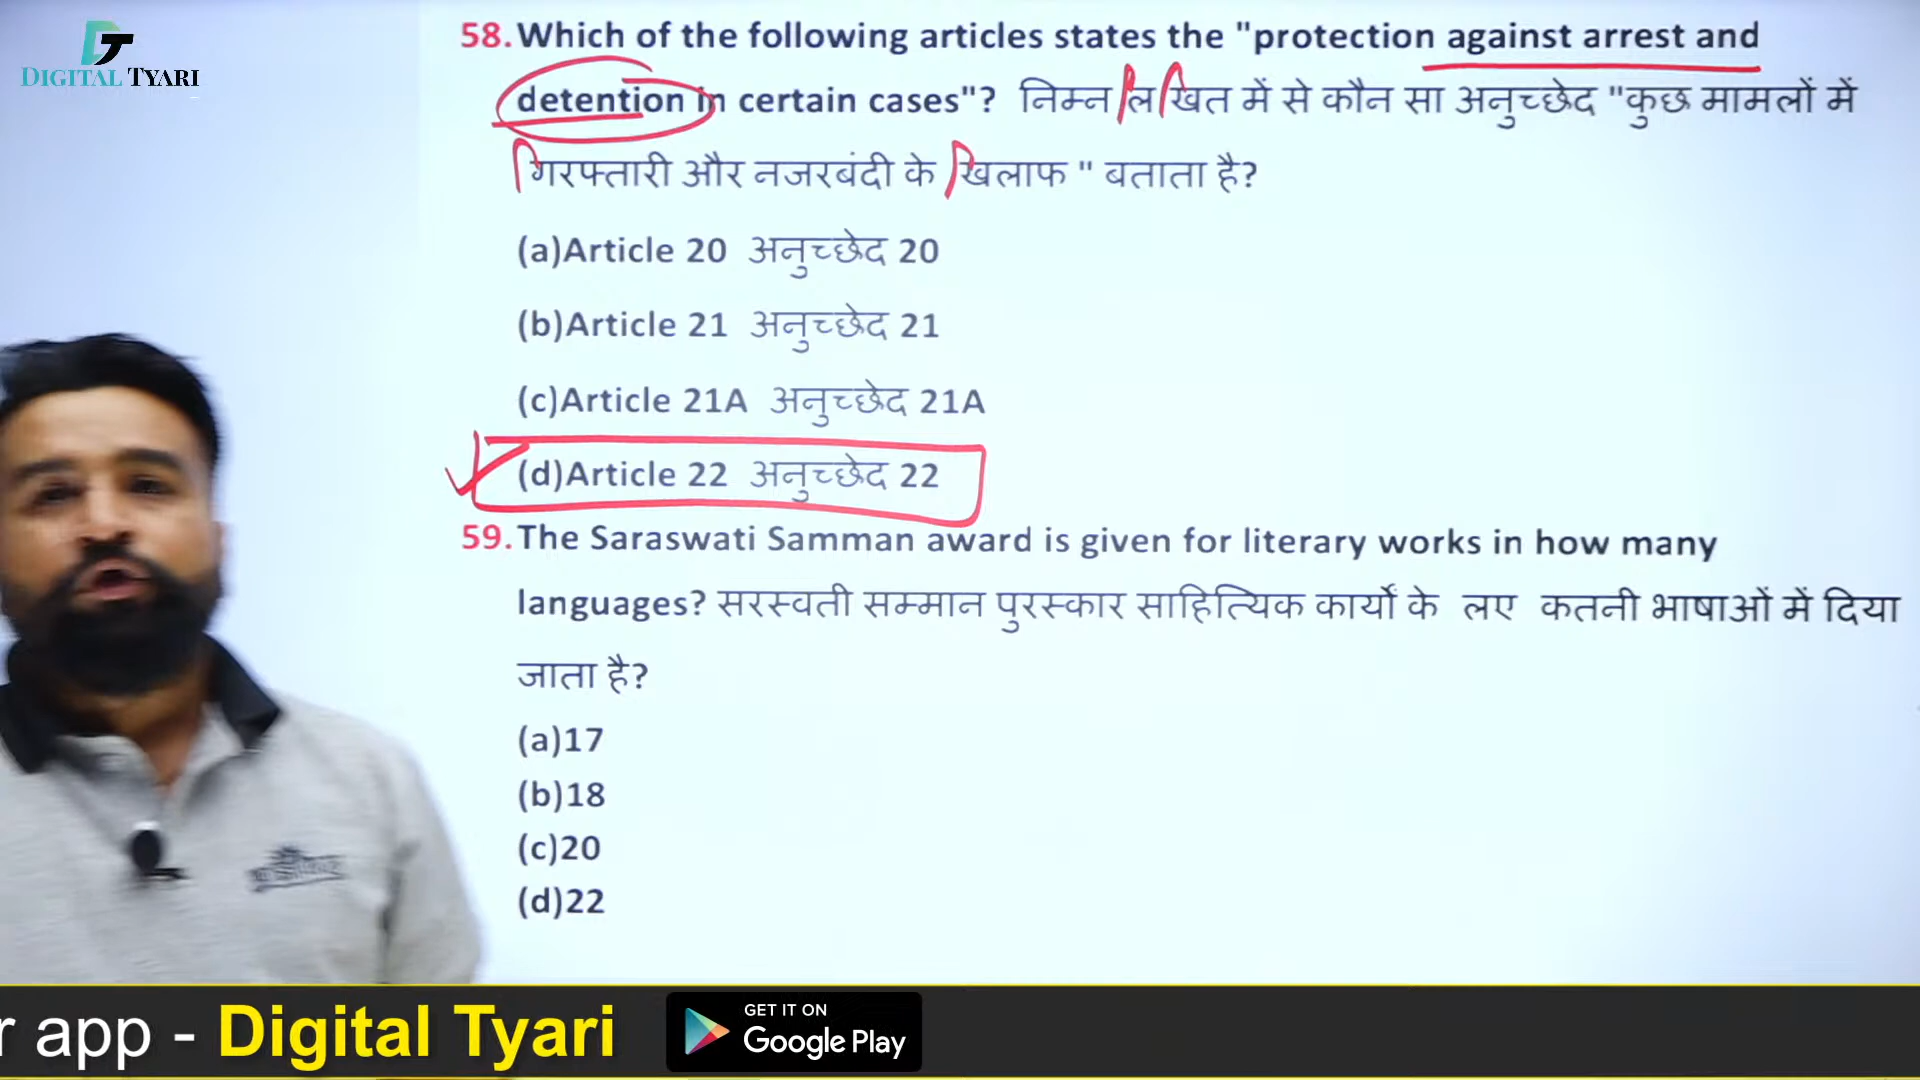 DIGITAL TYARI
58. Which of the following articles states the "protection against arrest and
detention in certain cases"? निम्न लखित में से कौन सा अनुच्छेद "कुछ मामलों में
गिरफ्तारी और नजरबंदी के खिलाफ " बताता है?
(a)Article 20 अनुच्छेद 20
(b)Article 21 अनुच्छेद 21
(c)Article 21A अनुच्छेद 21A
(d)Article 22 अनुच्छेद 22
59. The Saraswati Samman award is given for literary works in how many
languages? सरस्वती सम्मान पुरस्कार साहित्यिक कार्यों के लए कतनी भाषाओं में दिया
जाता है?
(a)17
(b)18
(c)20
(d)22
r app - Digital Tyari
GET IT ON
Google Play